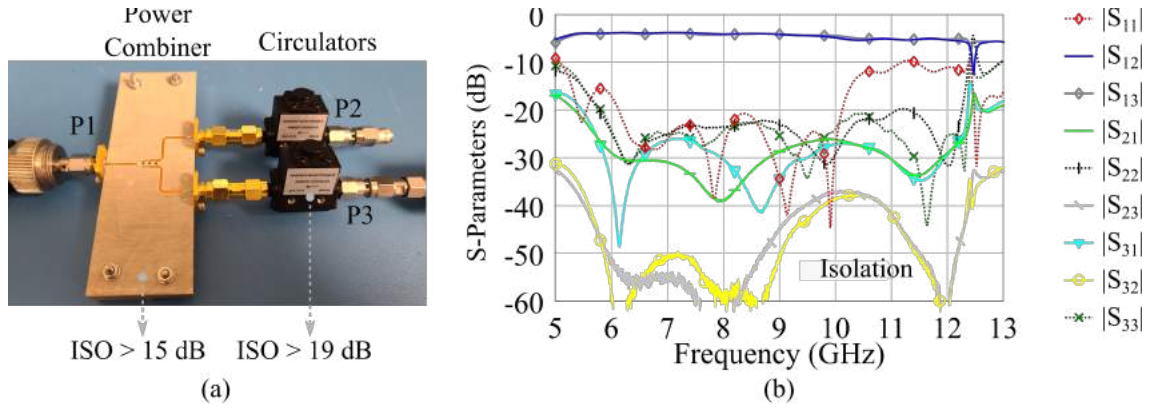 Power
Combiner
Circulators
P1
P2
P3
ISO > 15 dB
ISO > 19 dB
(a)
S-Parameters (dB)
0
-10
-20
-30
-40
-50
-60
Isolation
5 6 7 8 9 10 11 12 13
Frequency (GHz)
(b)
|S₁₁|
|S₁₂|
|S₁₃|
|S₂₁|
|S₂₂|
|S₂₃|
|S₃₁|
|S₃₂|
|S₃₃|